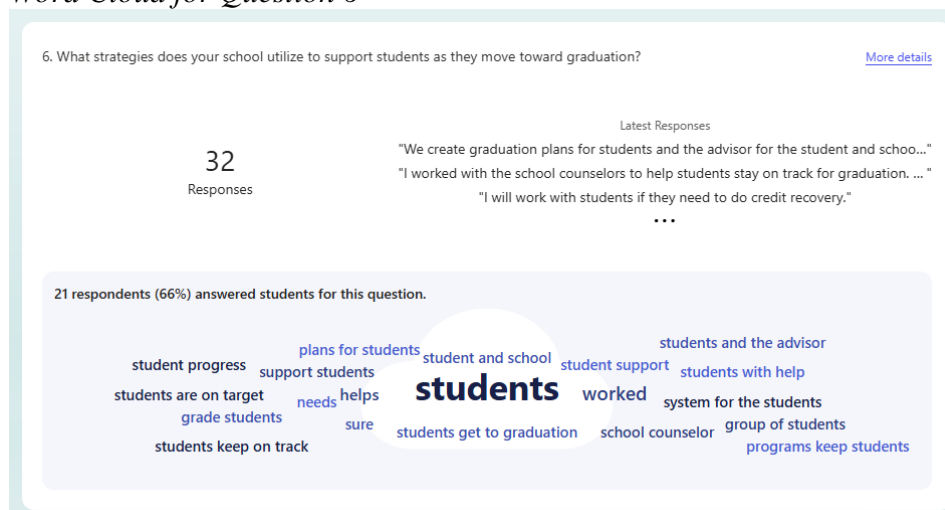 6. What strategies does your school utilize to support students as they move toward graduation?
More details
Latest Responses
32
Responses
"We create graduation plans for students and the advisor for the student and schoo..."
"I worked with the school counselors to help students stay on track for graduation. ... "
"I will work with students if they need to do credit recovery."
...
21 respondents (66%) answered students for this question.
students and the advisor
plans for students
student and school
student progress
support students
student support
students with help
students
students are on target
needs
helps
worked
system for the students
grade students
sure
students get to graduation
school counselor
group of students
students keep on track
programs keep students